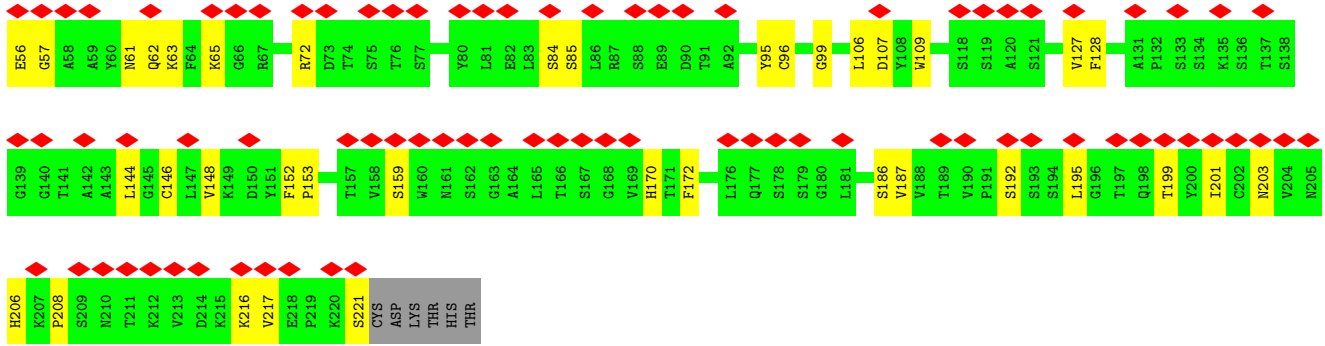 E56 G57 A58 A59 Y60 N61 Q62 K63 F64 K65 G66 R67 R72 D73 T74 S75 T76 S77 Y80 L81 E82 L83 S84 S85 L86 R87 S88 E89 D90 T91 A92 Y95 C96 G99 L106 D107 Y108 W109 S118 S119 A120 S121 V127 F128 A131 P132 S133 S134 K135 S136 T137 S138
G139 G140 T141 A142 A143 L144 G145 C146 L147 V148 K149 D150 Y151 F152 P153 T157 V158 S159 W160 N161 S162 G163 A164 L165 T166 S167 G168 V169 H170 T171 F172 L176 Q177 S178 S179 G180 L181 S186 V187 V188 T189 V190 P191 S192 S193 S194 L195 G196 T197 Q198 T199 Y200 I201 C202 N203 V204 N205
H206 K207 P208 S209 N210 T211 K212 V213 D214 K215 K216 V217 E218 P219 K220 S221 CYS ASP LYS THR HIS THR